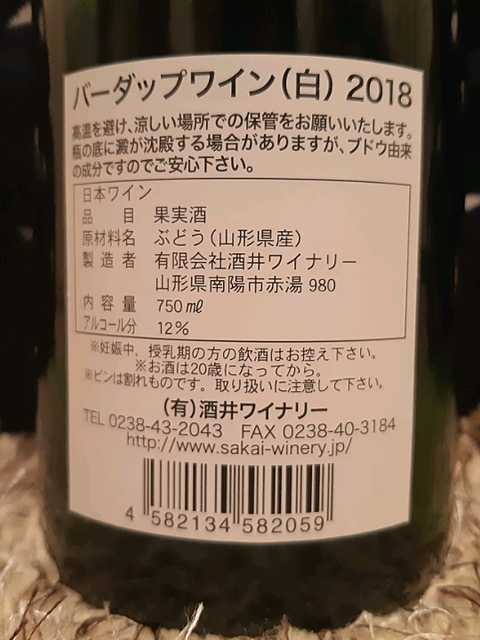 バーダップワイン（白）2018
高温を避け、涼しい場所での保管をお願いいたします。
瓶の底に澱が沈殿する場合がありますが、ブドウ由来
の成分ですのでご安心下さい。
日本ワイン
品 目 果実酒
原材料名 ぶどう（山形県産）
製 造 者 有限会社酒井ワイナリー
山形県南陽市赤湯 980
内 容 量 750㎖
アルコール分 12%
※妊娠中、授乳期の方の飲酒はお控え下さい。
※お酒は20歳になってから。
※ビンは割れものです。取り扱いに注意して下さい。
（有）酒井ワイナリー
TEL 0238-43-2043 FAX 0238-40-3184
http://www.sakai-winery.jp/
4 582134 582059